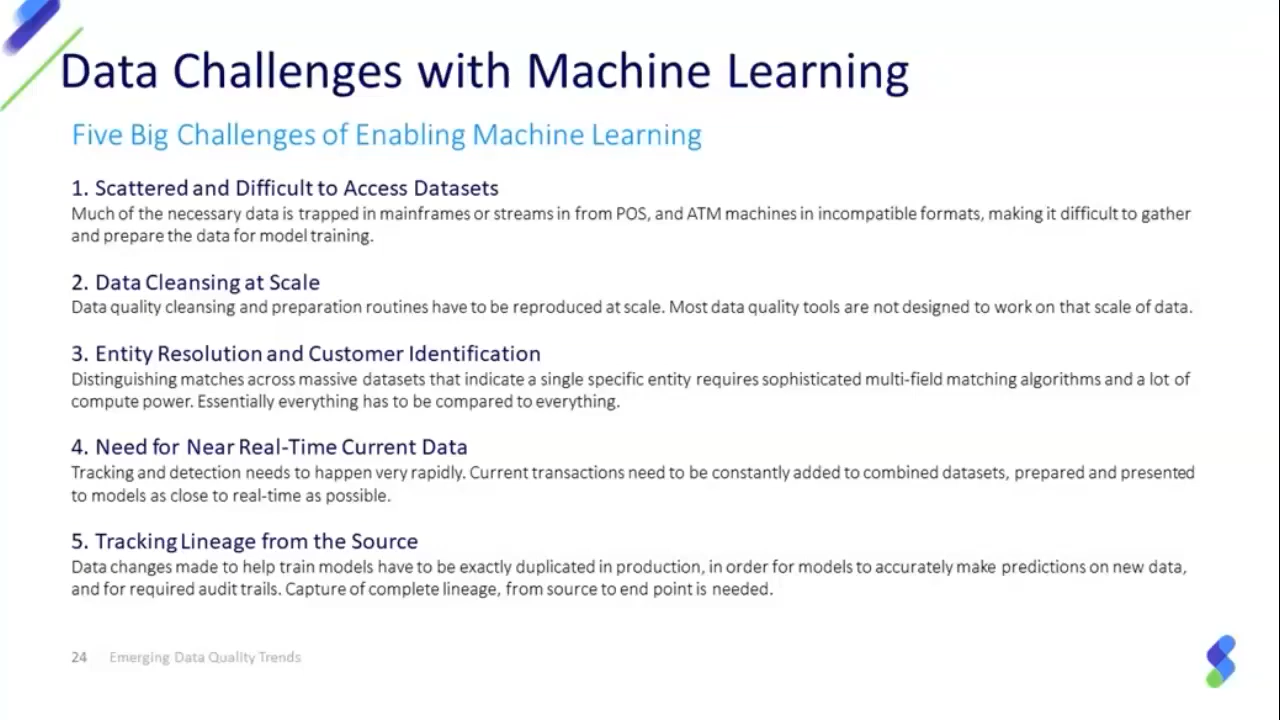 Data Challenges with Machine Learning
Five Big Challenges of Enabling Machine Learning
1. Scattered and Difficult to Access Datasets
Much of the necessary data is trapped in mainframes or streams in from POS, and ATM machines in incompatible formats, making it difficult to gather
and prepare the data for model training.
2. Data Cleansing at Scale
Data quality cleansing and preparation routines have to be reproduced at scale. Most data quality tools are not designed to work on that scale of data.
3. Entity Resolution and Customer Identification
Distinguishing matches across massive datasets that indicate a single specific entity requires sophisticated multi-field matching algorithms and a lot of
compute power. Essentially everything has to be compared to everything.
4. Need for Near Real-Time Current Data
Tracking and detection needs to happen very rapidly. Current transactions need to be constantly added to combined datasets, prepared and presented
to models as close to real-time as possible.
5. Tracking Lineage from the Source
Data changes made to help train models have to be exactly duplicated in production, in order for models to accurately make predictions on new data,
and for required audit trails. Capture of complete lineage, from source to end point is needed.
24 Emerging Data Quality Trends